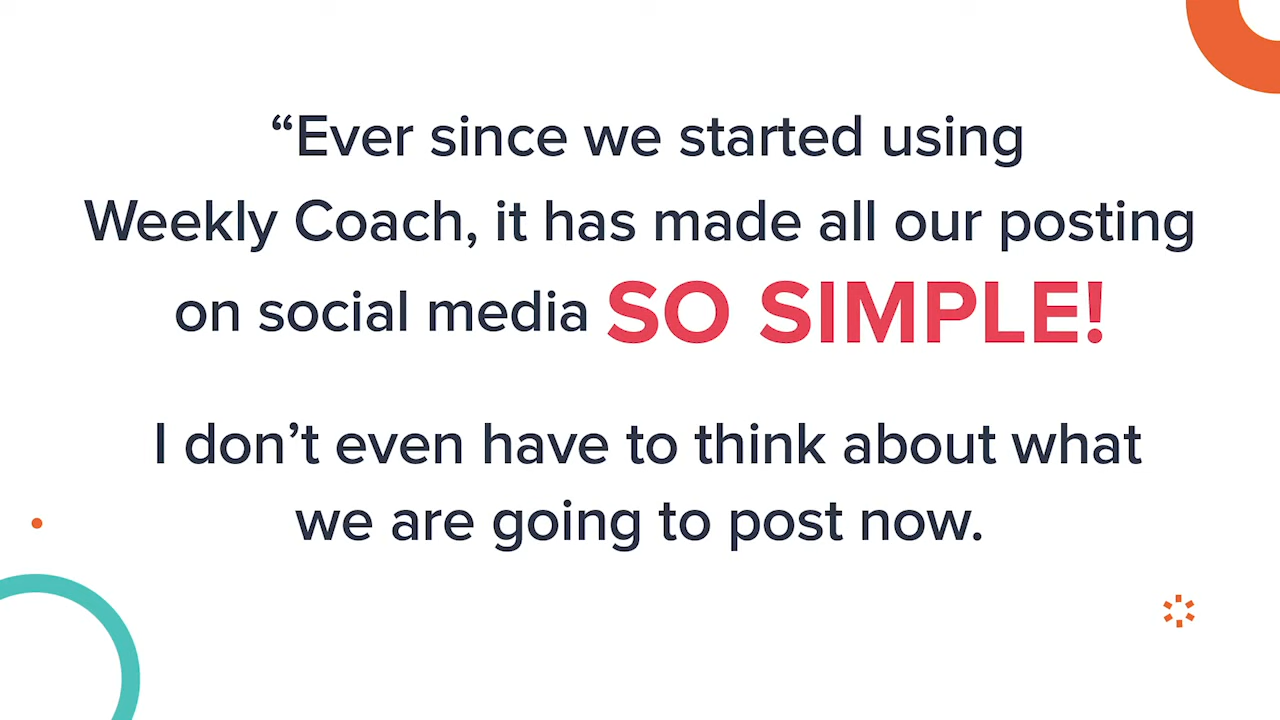 “Ever since we started using
Weekly Coach, it has made all our posting
on social media SO SIMPLE!
I don’t even have to think about what
we are going to post now.